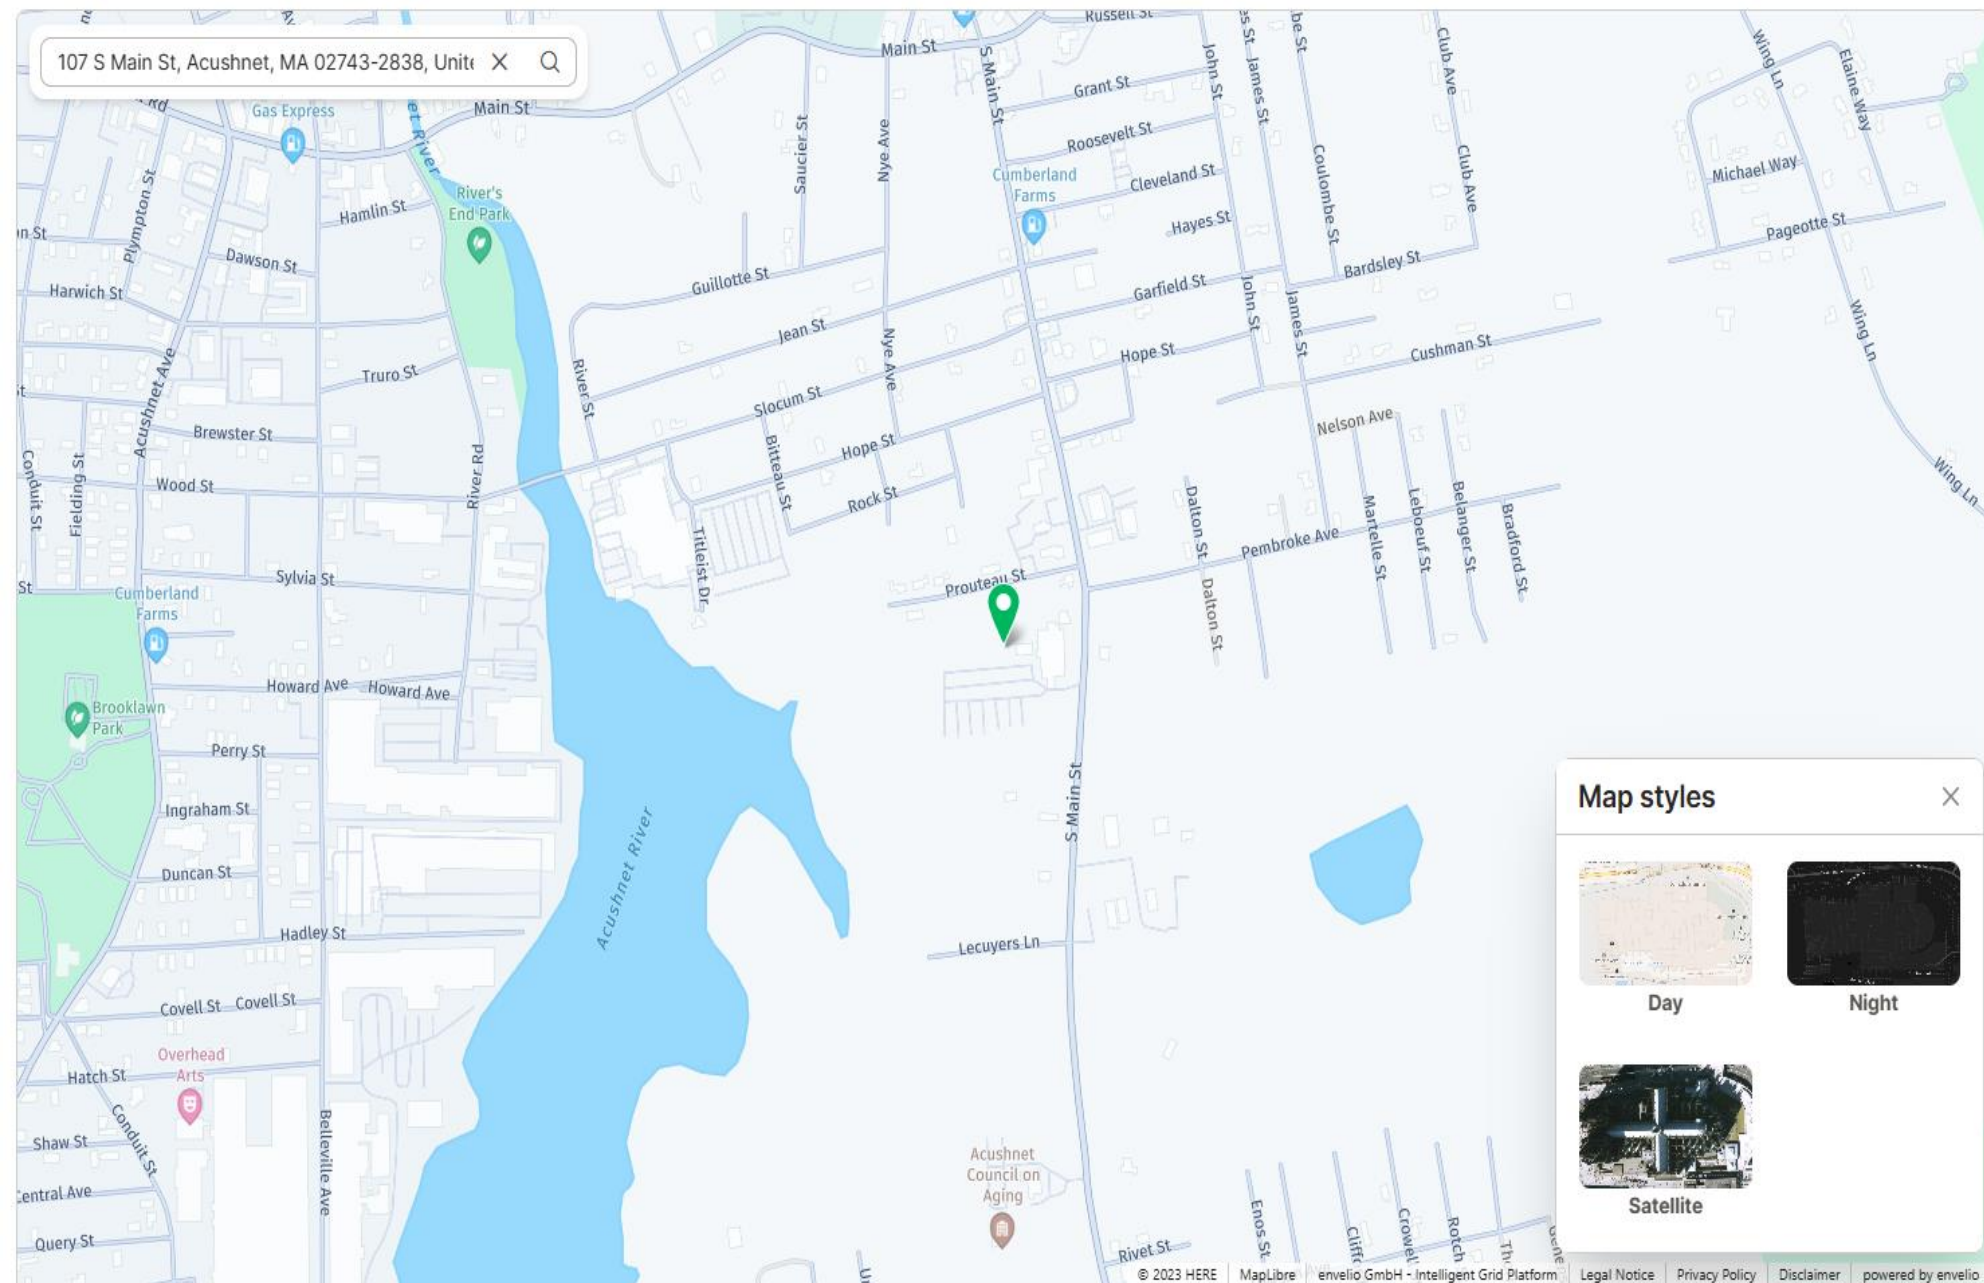 107 S Main St, Acushnet, MA 02743-2838, Unite
Russell St
Main St
S Main St
John St
James St
Club Ave
Wing Ln
Elaine Way
Grant St
Gas Express
Main St
Roosevelt St
Saucier St
Nye Ave
Cumberland
Farms
Cleveland St
Coulombe St
Club Ave
Michael Way
Plympton St
River's
End Park
Hamlin St
Hayes St
Pageotte St
Dawson St
Guillotte St
Bardsley St
Harwich St
Garfield St
John St
James St
Jean St
Nye Ave
Hope St
Cushman St
Wing Ln
Acushnet Ave
Truro St
River St
Slocum St
Nelson Ave
Brewster St
Bitteau St
Hope St
Conduit St
Fielding St
Wood St
River Rd
Rock St
Wing Ln
Titleist Dr
Dalton St
Pembroke Ave
Martelle St
Leboeuf St
Belanger St
Bradford St
Sylvia St
Prouteau St
Dalton St
Cumberland
Farms
Howard Ave
Howard Ave
Brooklawn
Park
Perry St
Ingraham St
S Main St
Acushnet River
Duncan St
Hadley St
Lecuyers Ln
Covell St
Covell St
Overhead
Arts
Hatch St
Conduit St
Belleville Ave
Shaw St
Central Ave
Query St
Acushnet
Council on
Aging
Rivet St
Enos St
Rotch
Map styles
Day
Night
Satellite
© 2023 HERE
MapLibre
envelio GmbH - Intelligent Grid Platform
Legal Notice
Privacy Policy
Disclaimer
powered by envelio